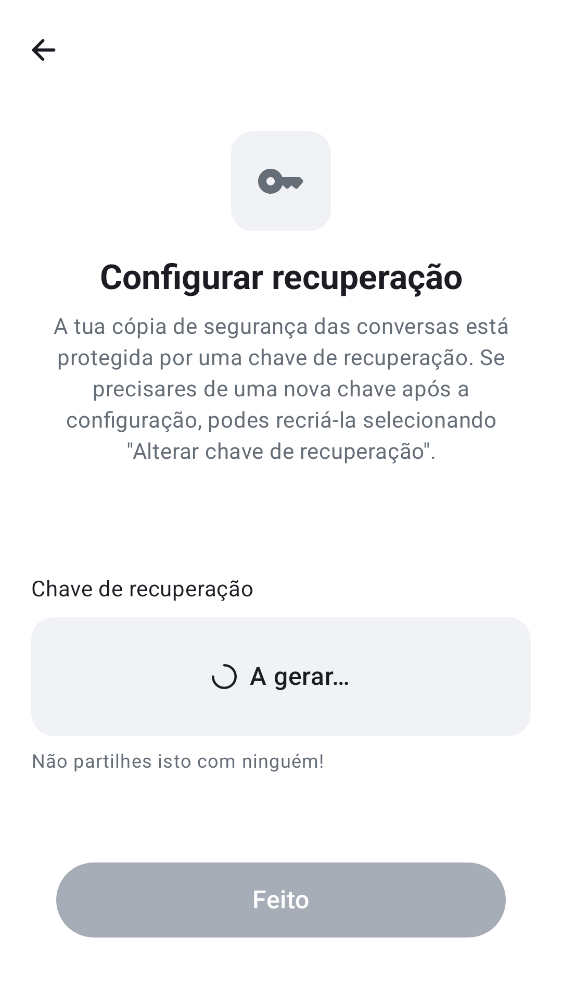 Configurar recuperação
A tua cópia de segurança das conversas está
protegida por uma chave de recuperação. Se
precisares de uma nova chave após a
configuração, podes recriá-la selecionando
"Alterar chave de recuperação".
Chave de recuperação
A gerar…
Não partilhes isto com ninguém!
Feito